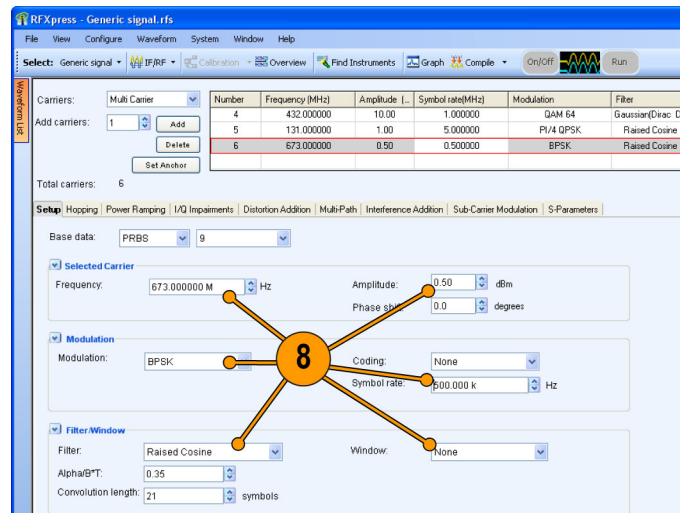 RFXpress - Generic signal.rfs
File View Configure Waveform System Window Help
Select: Generic signal IF/RF Calibration Overview Find Instruments Graph Compile On/Off Run
Waveform List
Carriers: Multi Carrier
Add carriers: 1 Add
Delete
Set Anchor
Total carriers: 6
Number Frequency (MHz) Amplitude (... Symbol rate(MHz) Modulation Filter
4 432.000000 10.00 1.000000 QAM 64 Gaussian(Dirac D
5 131.000000 1.00 5.000000 PI/4 QPSK Raised Cosine
6 673.000000 0.50 0.500000 BPSK Raised Cosine
Setup Hopping Power Ramping I/Q Impairments Distortion Addition Multi-Path Interference Addition Sub-Carrier Modulation S-Parameters
Base data: PRBS 9
Selected Carrier
Frequency: 673.000000 M Hz Amplitude: 0.50 dBm
Phase shift: 0.0 degrees
8
Modulation
Modulation: BPSK Coding: None
Symbol rate: 500.000 k Hz
Filter/Window
Filter: Raised Cosine Window: None
Alpha/B*T: 0.35
Convolution length: 21 symbols